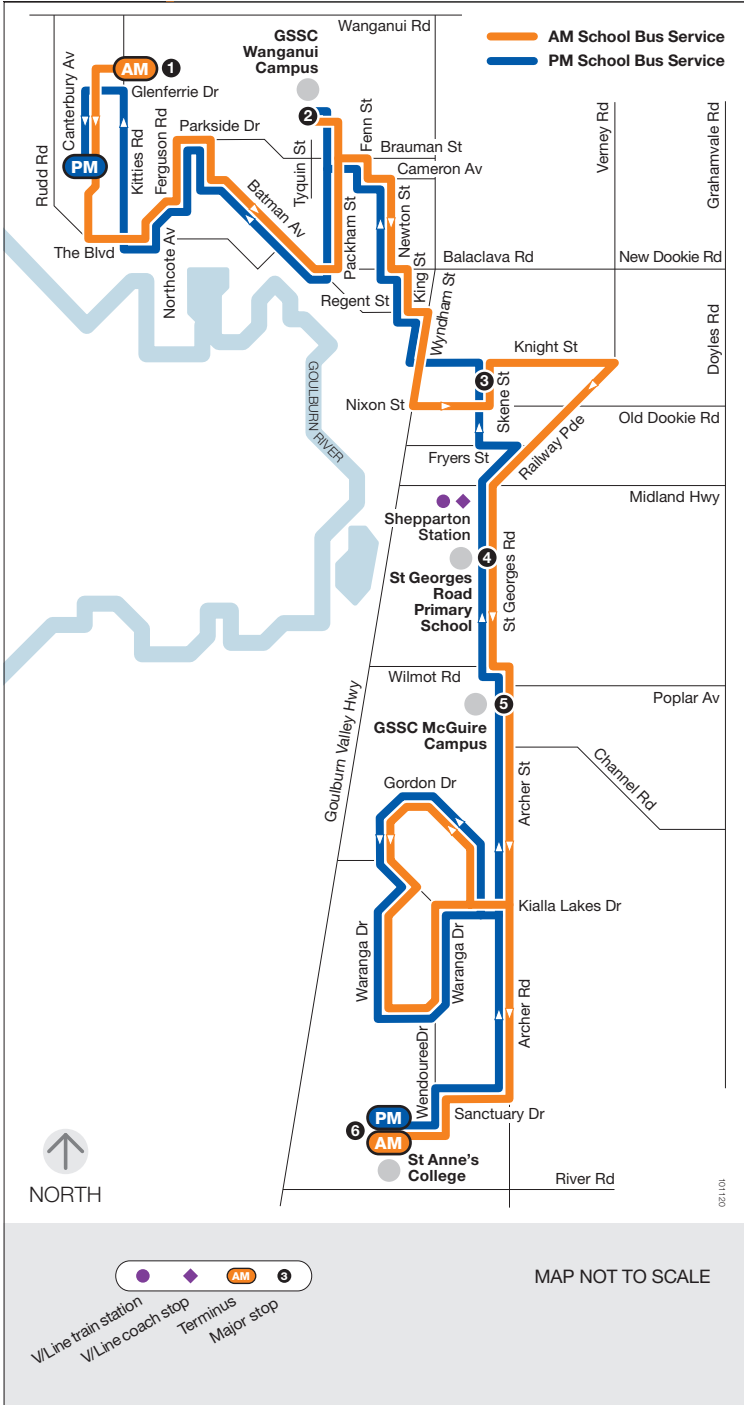 Wanganui Rd
AM School Bus Service
PM School Bus Service
GSSC
Wanganui
Campus
AM 1
Glenferrie Dr
Canterbury Av
Kitties Rd
Rudd Rd
PM
Parkside Dr
Ferguson Rd
2
Tyquin St
Fenn St
Brauman St
Cameron Av
Verney Rd
Grahamvale Rd
Batman Av
Packham St
Newton St
The Blvd
Northcote Av
Balaclava Rd
New Dookie Rd
King St
Regent St
Wyndham St
Knight St
Doyles Rd
GOULBURN RIVER
3
Skene St
Nixon St
Old Dookie Rd
Railway Pde
Fryers St
Midland Hwy
Shepparton
Station
4
St Georges
Road
Primary
School
St Georges Rd
Wilmot Rd
Poplar Av
5
GSSC McGuire
Campus
Goulburn Valley Hwy
Channel Rd
Archer St
Gordon Dr
Kialla Lakes Dr
Waranga Dr
Waranga Dr
Archer Rd
WendoureeDr
PM
6
AM
Sanctuary Dr
St Anne's
College
River Rd
NORTH
101120
AM
3
V/Line train station
V/Line coach stop
Terminus
Major stop
MAP NOT TO SCALE